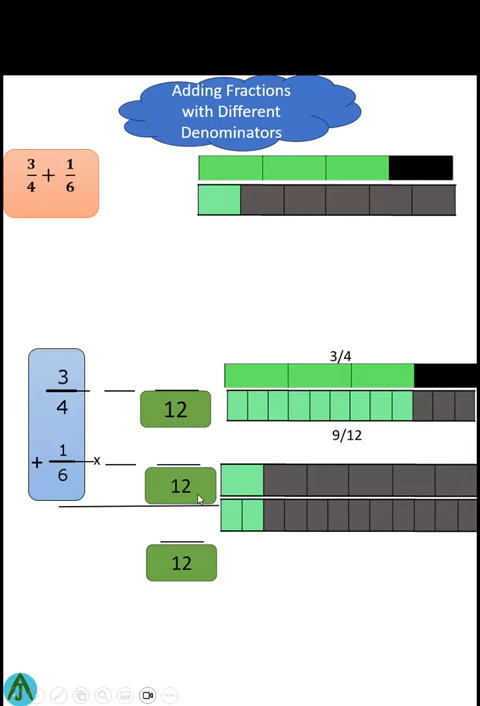 Adding Fractions
with Different
Denominators
3/4 + 1/6
3/4
3
4
12
9/12
+ 1 x
6
12
12